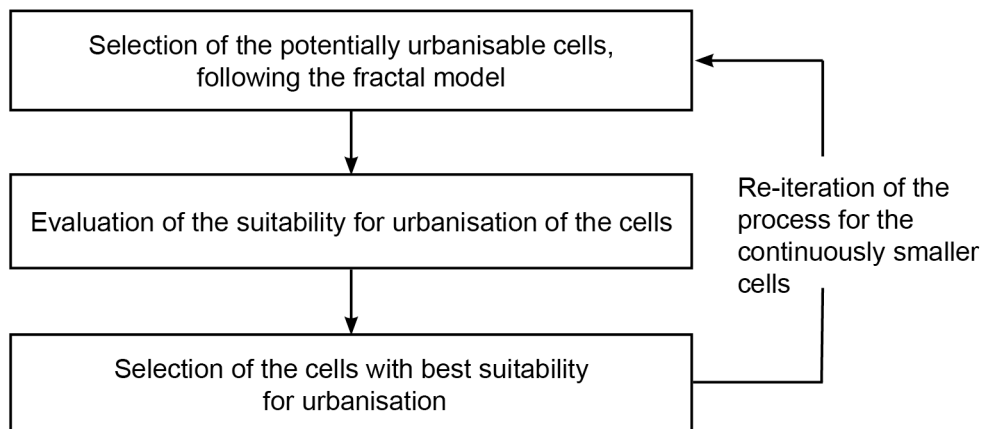 Selection of the potentially urbanisable cells,
following the fractal model
Evaluation of the suitability for urbanisation of the cells
Selection of the cells with best suitability
for urbanisation
Re-iteration of the
process for the
continuously smaller
cells